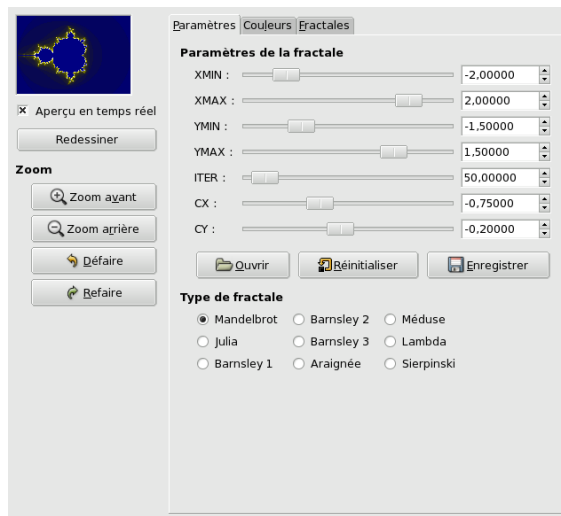 Aperçu en temps réel
Redessiner
Zoom
Zoom avant
Zoom arrière
Défaire
Refaire
Paramètres Couleurs Fractales
Paramètres de la fractale
XMIN : -2,00000
XMAX : 2,00000
YMIN : -1,50000
YMAX : 1,50000
ITER : 50,00000
CX : -0,75000
CY : -0,20000
Ouvrir Réinitialiser Enregistrer
Type de fractale
Mandelbrot Barnsley 2 Méduse
Julia Barnsley 3 Lambda
Barnsley 1 Araignée Sierpinski